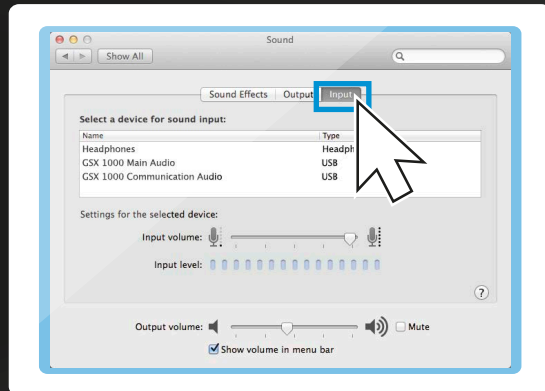 Sound
Show All
Sound Effects Output Input
Select a device for sound input:
Name Type
Headphones Headph
GSX 1000 Main Audio USB
GSX 1000 Communication Audio USB
Settings for the selected device:
Input volume:
Input level:
?
Output volume: Mute
Show volume in menu bar